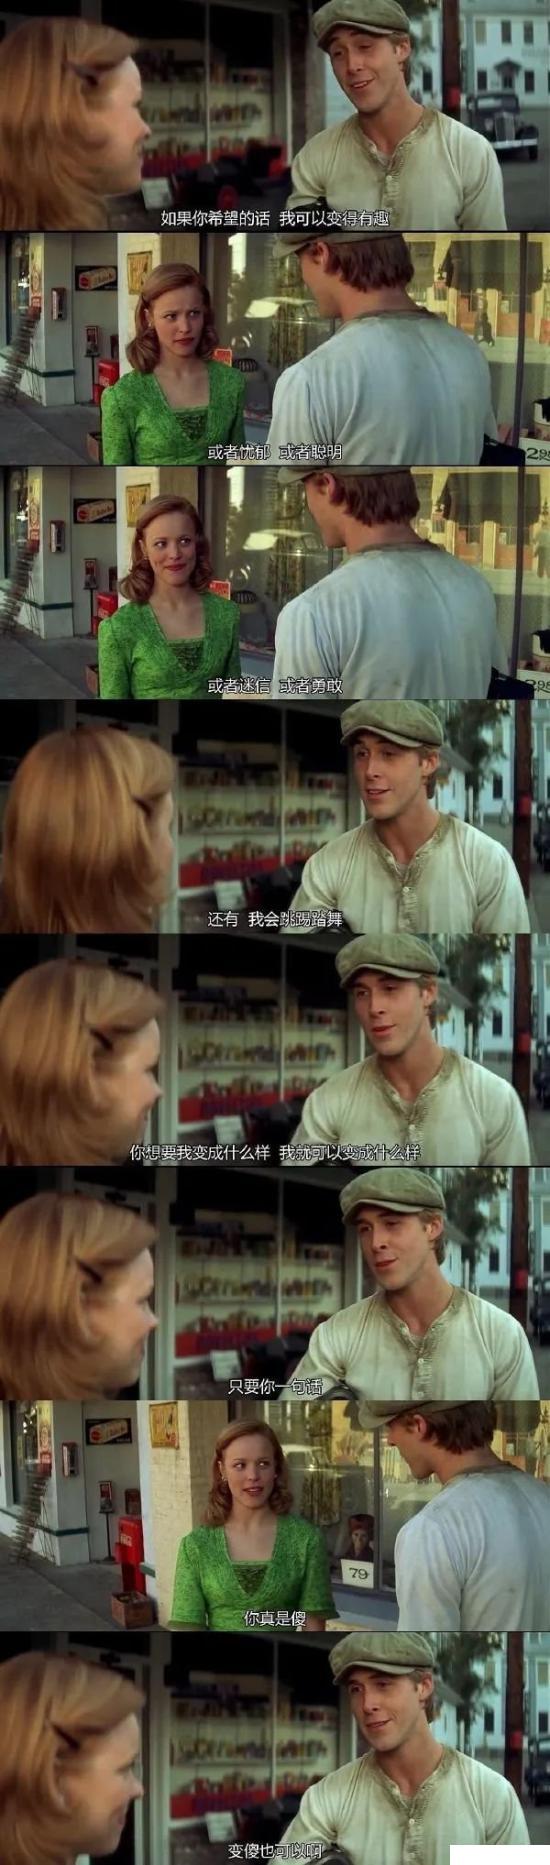 如果你希望的话 我可以变得有趣
或者忧郁 或者聪明
29
或者迷信 或者勇敢
29
还有 我会跳踢踏舞
你想要我变成什么样 我就可以变成什么样
只要你一句话
79
你真是傻
变傻也可以啊